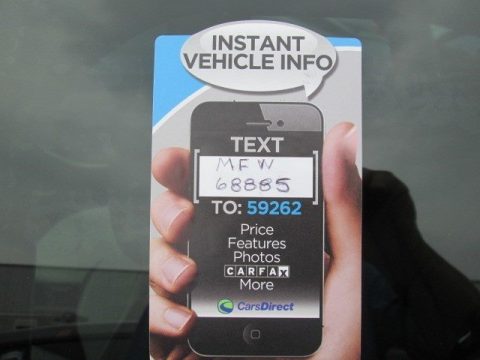 INSTANT
VEHICLE INFO
TEXT
MFW
68885
TO: 59262
Price
Features
Photos
CARFAX
More
CarsDirect